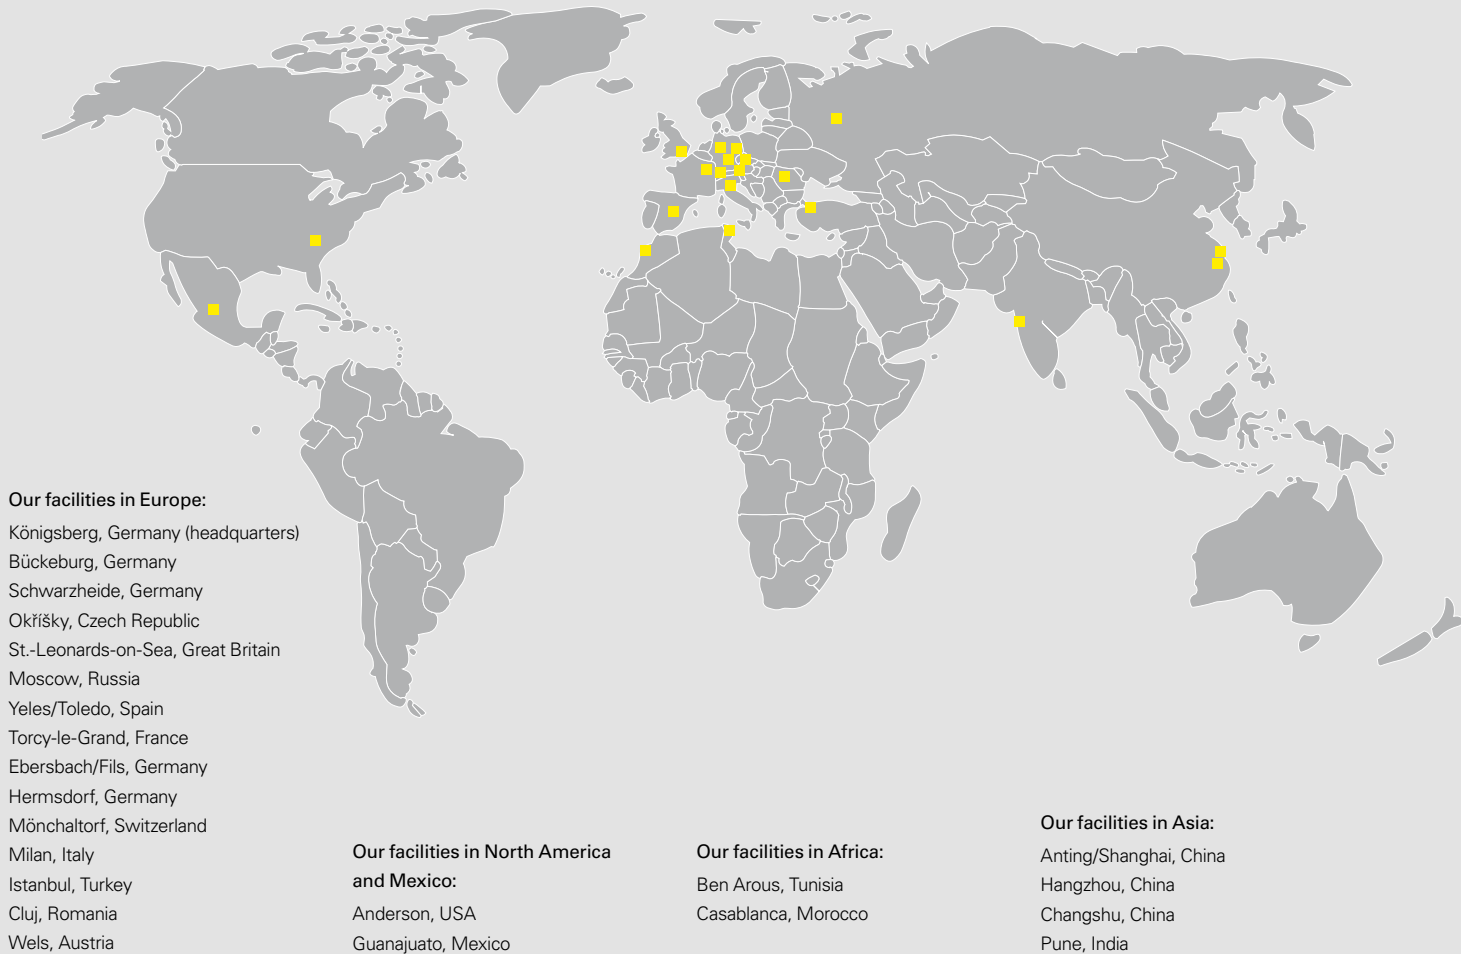 Our facilities in Europe:
Königsberg, Germany (headquarters)
Bückeburg, Germany
Schwarzheide, Germany
Okříšky, Czech Republic
St.-Leonards-on-Sea, Great Britain
Moscow, Russia
Yeles/Toledo, Spain
Torcy-le-Grand, France
Ebersbach/Fils, Germany
Hermsdorf, Germany
Mönchaltorf, Switzerland
Milan, Italy
Istanbul, Turkey
Cluj, Romania
Wels, Austria
Our facilities in North America
and Mexico:
Anderson, USA
Guanajuato, Mexico
Our facilities in Africa:
Ben Arous, Tunisia
Casablanca, Morocco
Our facilities in Asia:
Anting/Shanghai, China
Hangzhou, China
Changshu, China
Pune, India